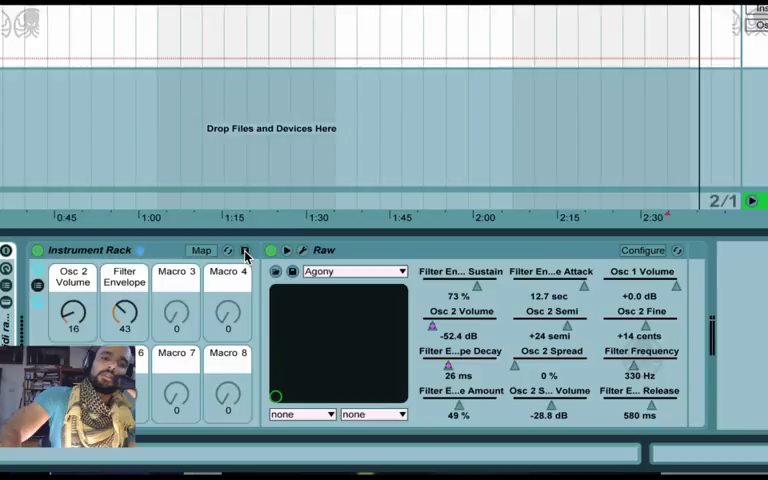 Ins
Os
Drop Files and Devices Here
2/1
0:45 1:00 1:15 1:30 1:45 2:00 2:15 2:30
Instrument Rack Map Raw Configure
Osc 2 Volume Filter Envelope Macro 3 Macro 4
16 43 0 0
6 Macro 7 Macro 8
0 0
Agony
none none
Filter En... Sustain Filter En...e Attack Osc 1 Volume
73 % 12.7 sec +0.0 dB
Osc 2 Volume Osc 2 Semi Osc 2 Fine
-52.4 dB +24 semi +14 cents
Filter E...pe Decay Osc 2 Spread Filter Frequency
26 ms 0 % 330 Hz
Filter E...e Amount Osc 2 S... Volume Filter E... Release
49 % -28.8 dB 580 ms